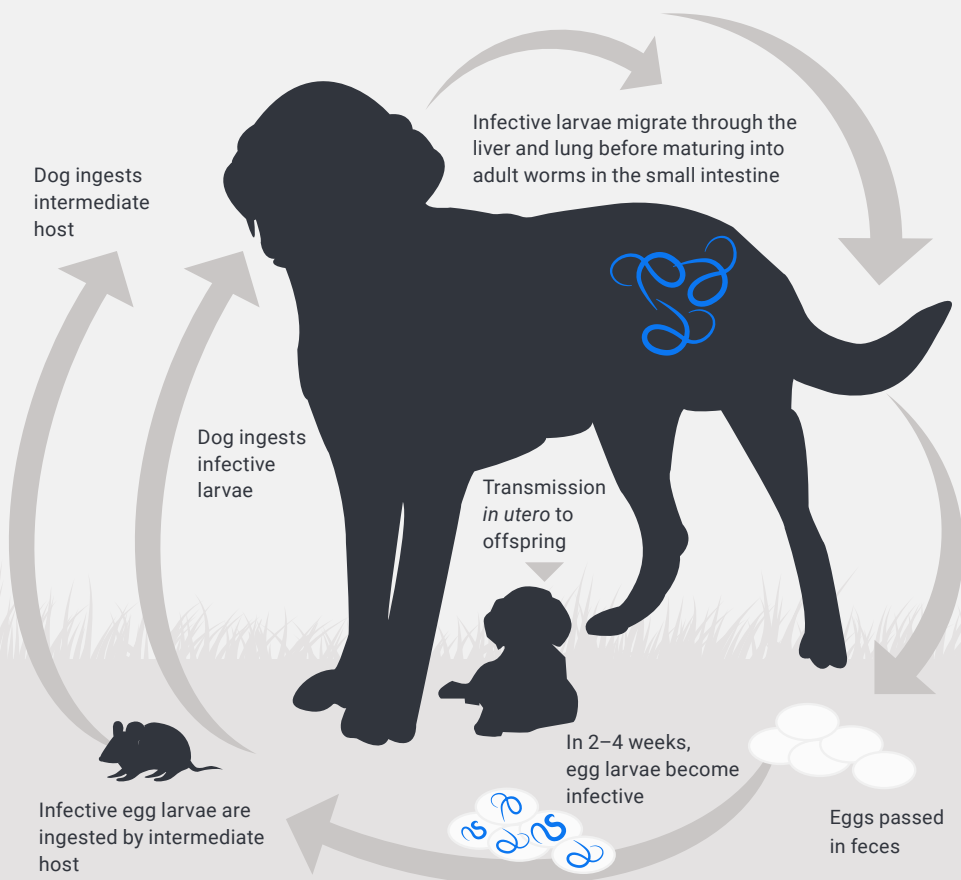 Infective larvae migrate through the
liver and lung before maturing into
adult worms in the small intestine
Dog ingests
intermediate
host
Dog ingests
infective
larvae
Transmission
in utero to
offspring
In 2–4 weeks,
egg larvae become
infective
Eggs passed
in feces
Infective egg larvae are
ingested by intermediate
host